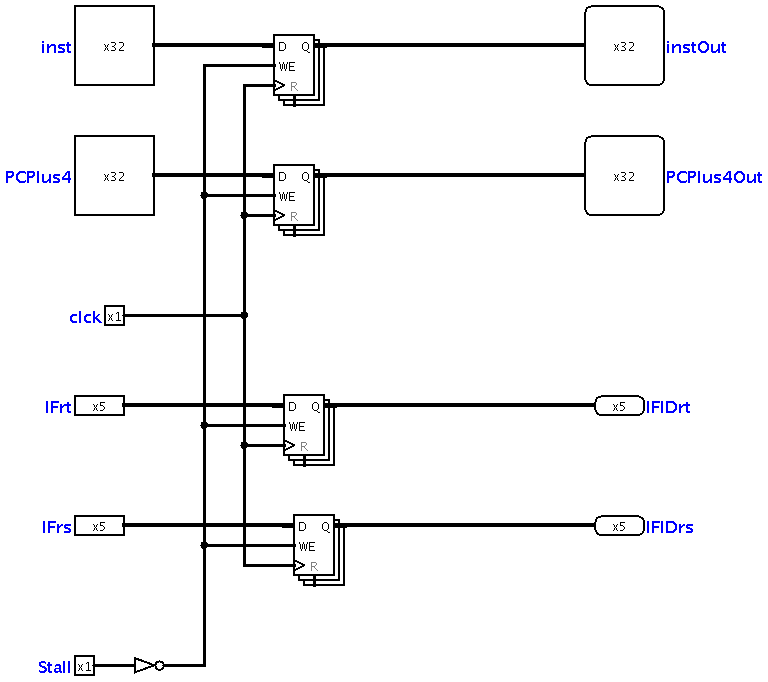 inst x32 D Q WE R x32 instOut
PCPlus4 x32 D Q WE R x32 PCPlus4Out
clck x1
IFrt x5 D Q WE R x5 IFIDrt
IFrs x5 D Q WE R x5 IFIDrs
Stall x1